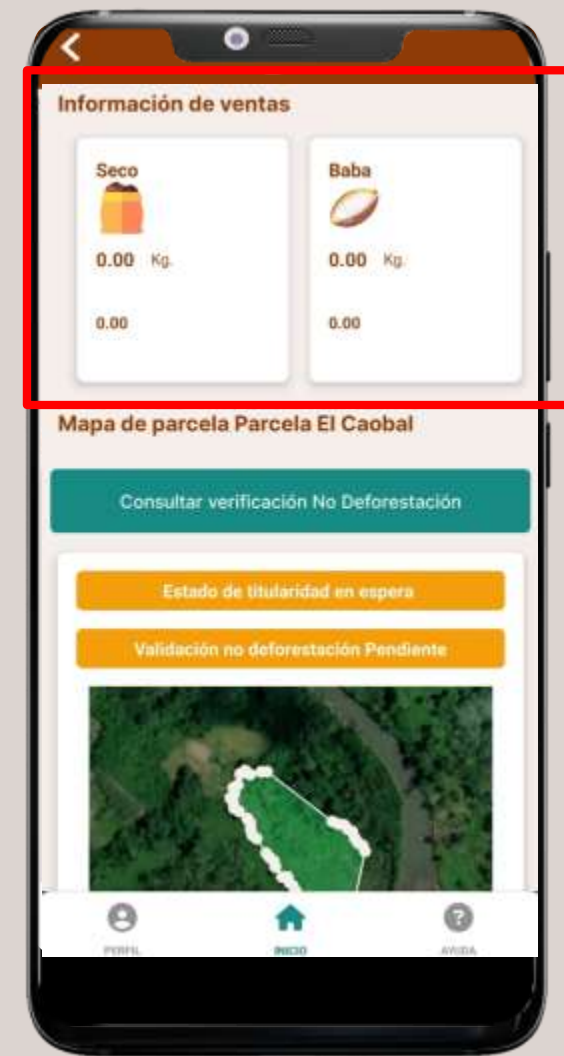 Información de ventas
Seco
Baba
0.00 Kg.
0.00 Kg.
0.00
0.00
Mapa de parcela Parcela El Caobal
Consultar verificación No Deforestación
Estado de titularidad en espera
Validación no deforestación Pendiente
PERFIL
INICIO
AYUDA